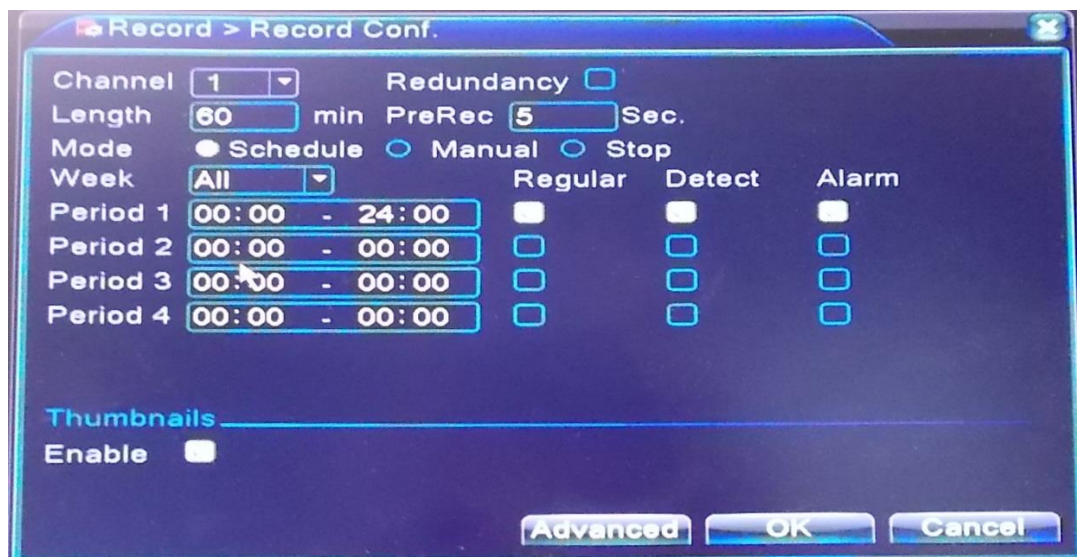 Record > Record Conf.
Channel 1 Redundancy
Length 60 min PreRec 5 Sec.
Mode Schedule Manual Stop
Week All Regular Detect Alarm
Period 1 00:00 - 24:00
Period 2 00:00 - 00:00
Period 3 00:00 - 00:00
Period 4 00:00 - 00:00
Thumbnails
Enable
Advanced OK Cancel